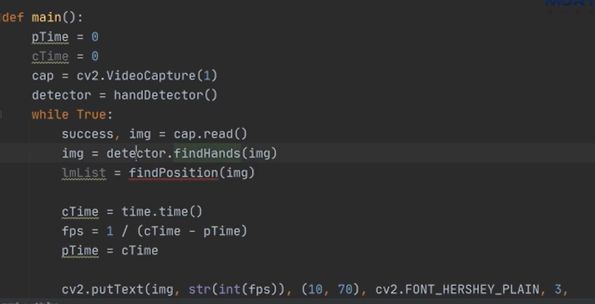 def main():
    pTime = 0
    cTime = 0
    cap = cv2.VideoCapture(1)
    detector = handDetector()
    while True:
        success, img = cap.read()
        img = detector.findHands(img)
        lmList = findPosition(img)

        cTime = time.time()
        fps = 1 / (cTime - pTime)
        pTime = cTime

        cv2.putText(img, str(int(fps)), (10, 70), cv2.FONT_HERSHEY_PLAIN, 3,